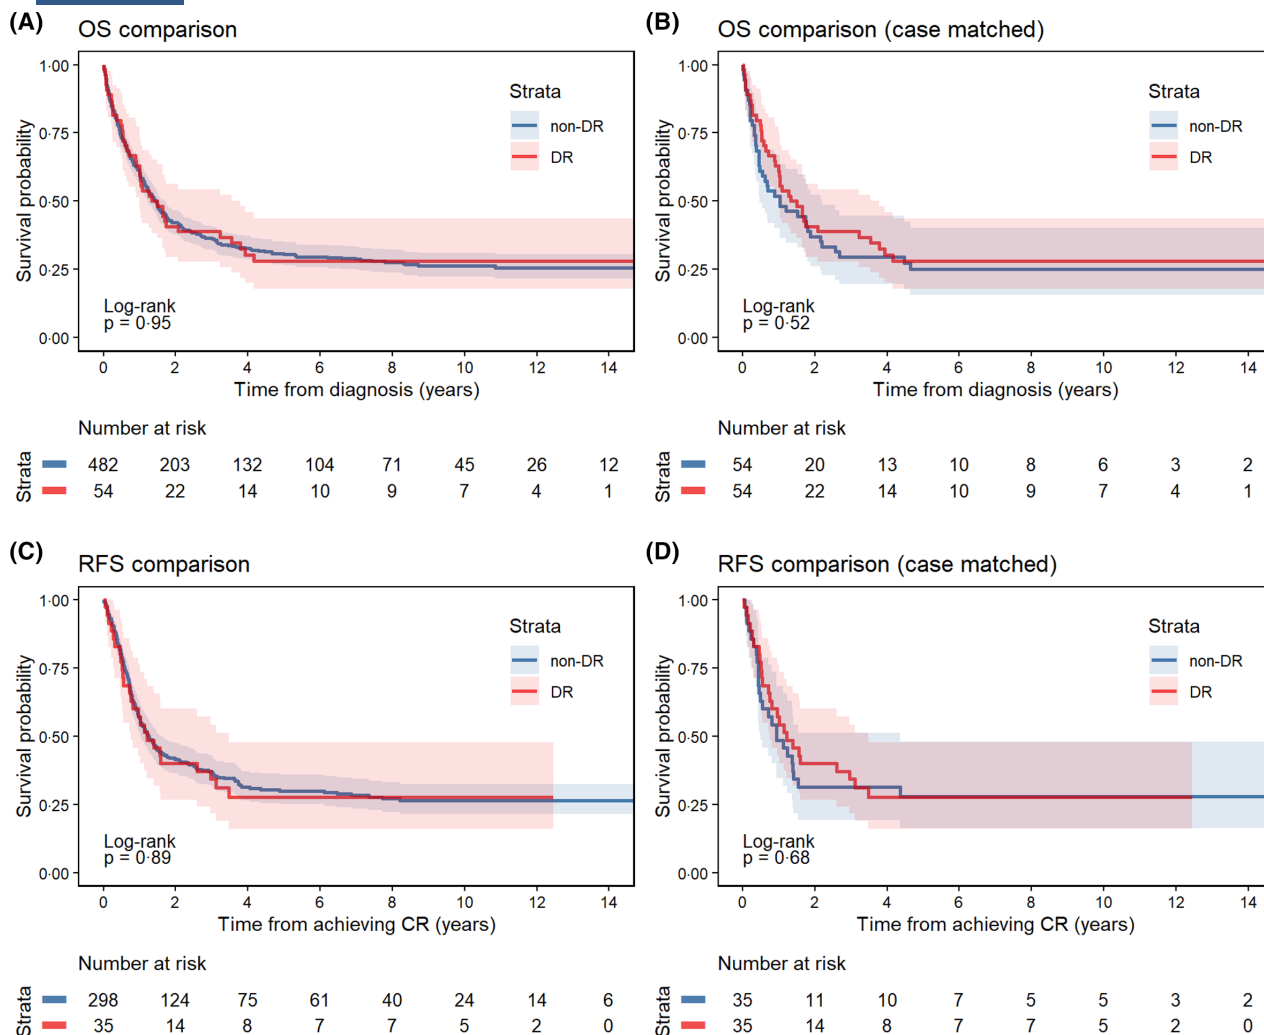 (A) OS comparison
1·00
0·75
0·50
0·25
0·00
Survival probability
Strata
non-DR
DR
Log-rank
p = 0·95
0 2 4 6 8 10 12 14
Time from diagnosis (years)
Number at risk
Strata
482 203 132 104 71 45 26 12
54 22 14 10 9 7 4 1
(B) OS comparison (case matched)
1·00
0·75
0·50
0·25
0·00
Survival probability
Strata
non-DR
DR
Log-rank
p = 0·52
0 2 4 6 8 10 12 14
Time from diagnosis (years)
Number at risk
Strata
54 20 13 10 8 6 3 2
54 22 14 10 9 7 4 1
(C) RFS comparison
1·00
0·75
0·50
0·25
0·00
Survival probability
Strata
non-DR
DR
Log-rank
p = 0·89
0 2 4 6 8 10 12 14
Time from achieving CR (years)
Number at risk
Strata
298 124 75 61 40 24 14 6
35 14 8 7 7 5 2 0
(D) RFS comparison (case matched)
1·00
0·75
0·50
0·25
0·00
Survival probability
Strata
non-DR
DR
Log-rank
p = 0·68
0 2 4 6 8 10 12 14
Time from achieving CR (years)
Number at risk
Strata
35 11 10 7 5 5 3 2
35 14 8 7 7 5 2 0